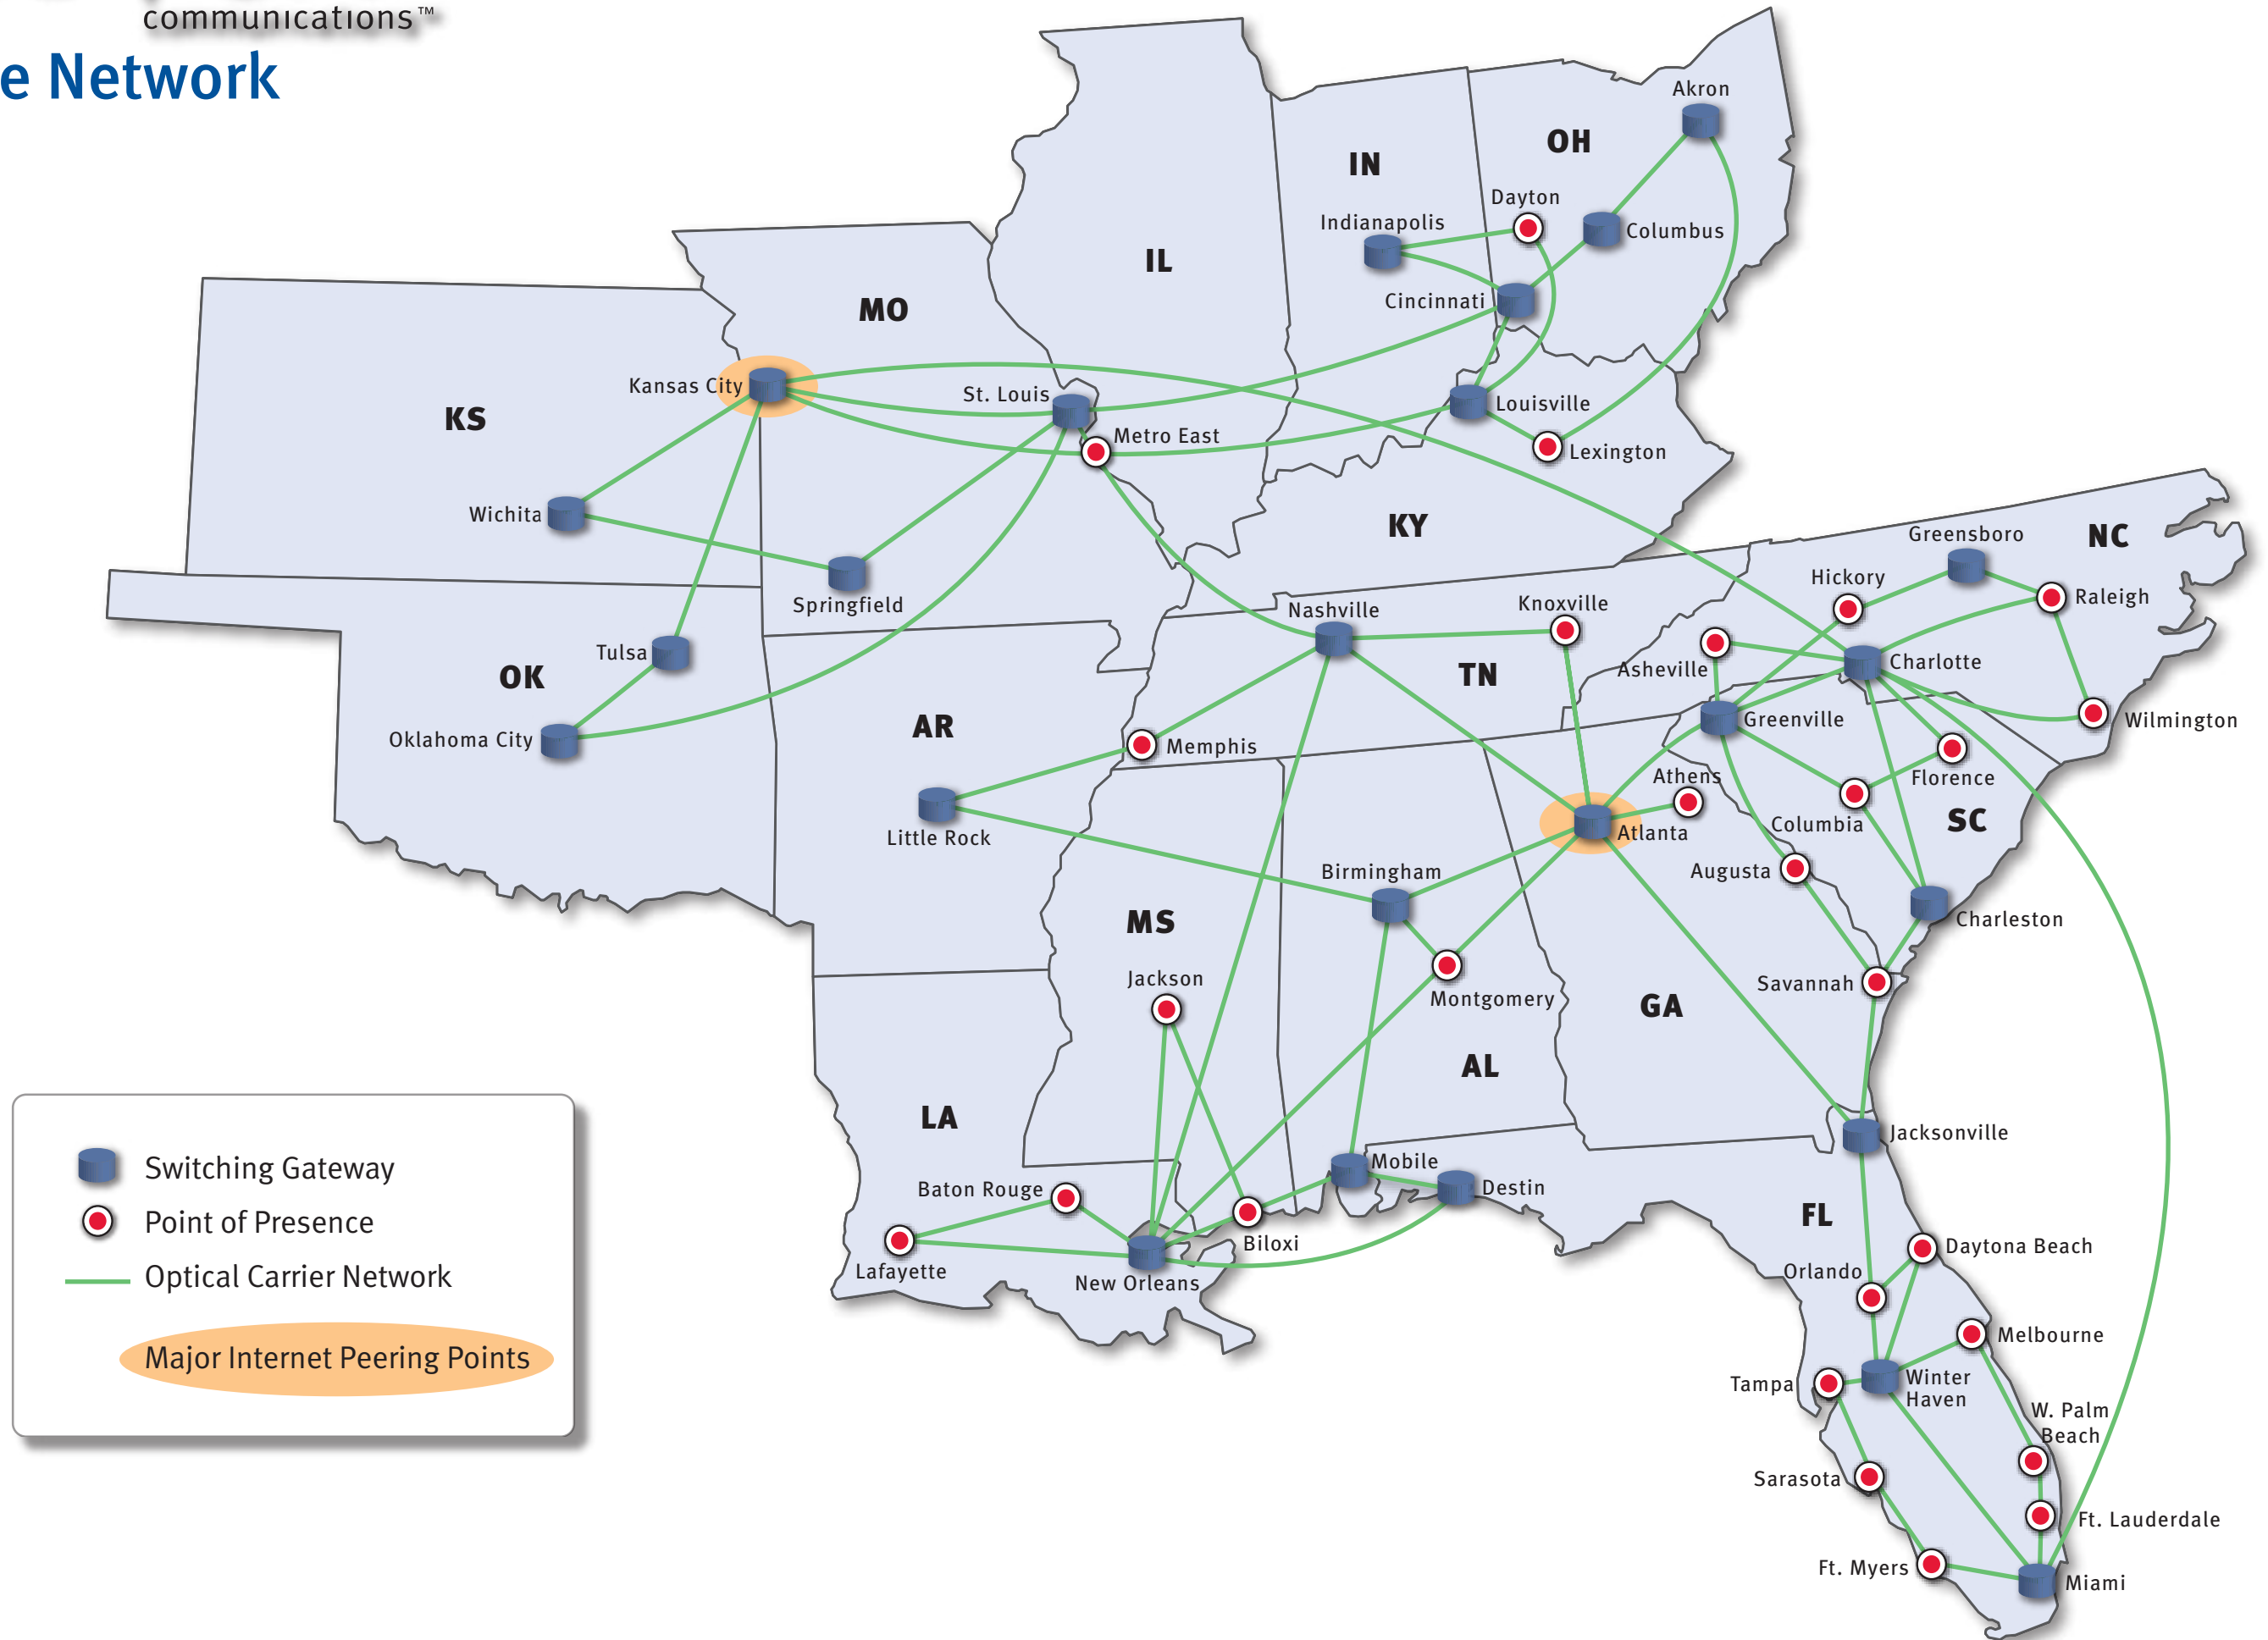 communications™
e Network
Akron
OH
IN
Dayton
Indianapolis
Columbus
IL
Cincinnati
MO
Kansas City
St. Louis
Louisville
KS
Metro East
Lexington
Wichita
KY
Greensboro
NC
Hickory
Springfield
Nashville
Knoxville
Raleigh
Tulsa
Asheville
Charlotte
OK
TN
Greenville
Wilmington
AR
Oklahoma City
Memphis
Athens
Florence
Little Rock
Atlanta
Columbia
SC
Birmingham
Augusta
MS
Charleston
Jackson
Savannah
Montgomery
GA
AL
LA
Jacksonville
Switching Gateway
Mobile
Baton Rouge
Destin
Point of Presence
FL
Biloxi
Daytona Beach
Lafayette
Orlando
Optical Carrier Network
New Orleans
Melbourne
Major Internet Peering Points
Tampa
Winter
Haven
W. Palm
Beach
Sarasota
Ft. Lauderdale
Ft. Myers
Miami